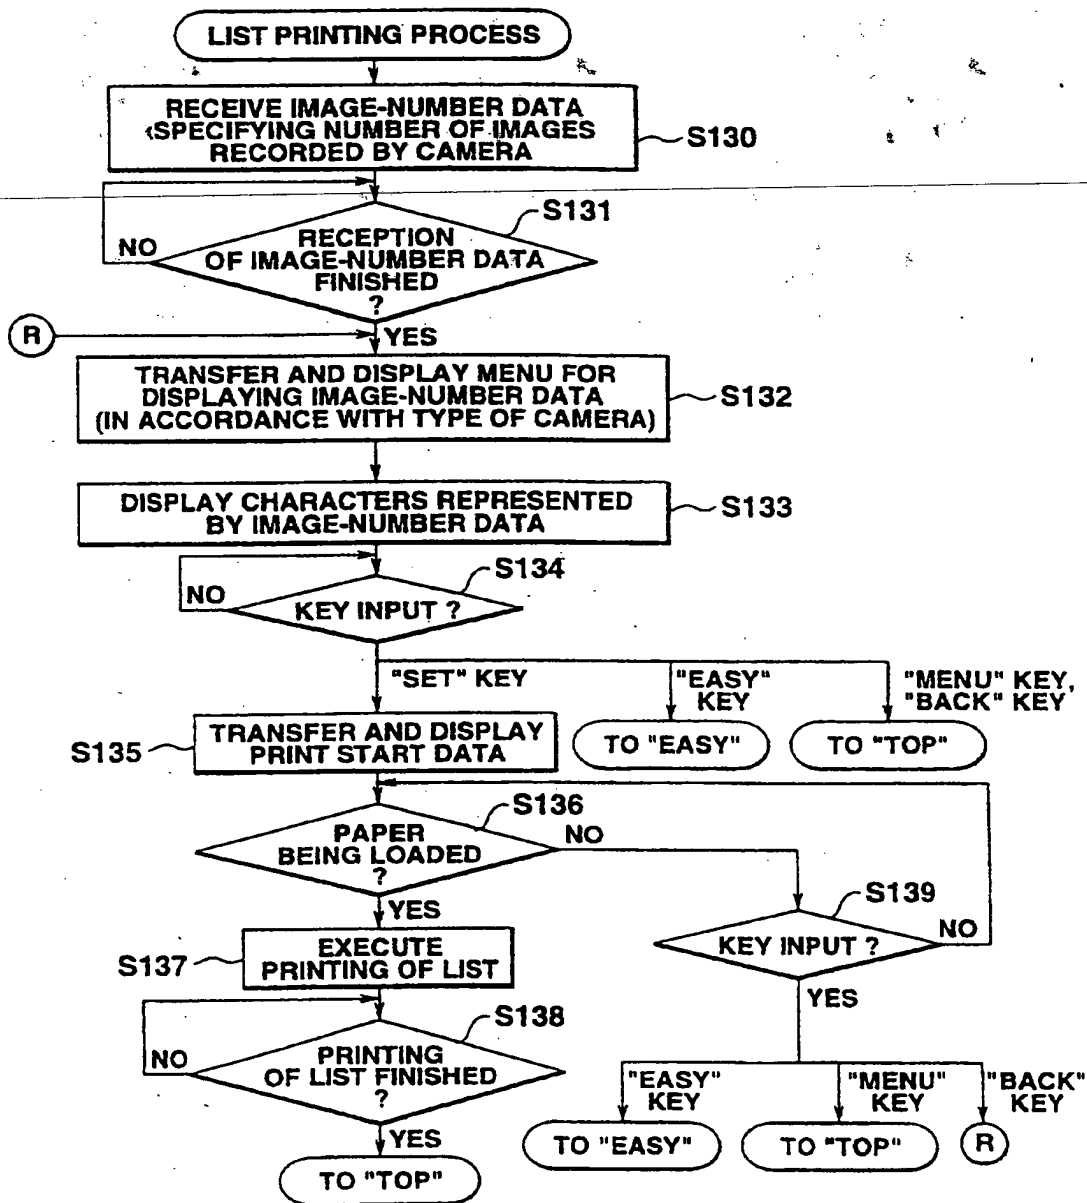 LIST PRINTING PROCESS
RECEIVE IMAGE-NUMBER DATA
SPECIFYING NUMBER OF IMAGES
RECORDED BY CAMERA
S130
S131
RECEPTION
OF IMAGE-NUMBER DATA
FINISHED
?
NO
R
YES
TRANSFER AND DISPLAY MENU FOR
DISPLAYING IMAGE-NUMBER DATA
(IN ACCORDANCE WITH TYPE OF CAMERA)
S132
DISPLAY CHARACTERS REPRESENTED
BY IMAGE-NUMBER DATA
S133
S134
NO
KEY INPUT ?
"SET" KEY
"EASY"
KEY
"MENU" KEY,
"BACK" KEY
S135
TRANSFER AND DISPLAY
PRINT START DATA
TO "EASY"
TO "TOP"
S136
PAPER
BEING LOADED
?
NO
YES
S139
KEY INPUT ?
NO
YES
S137
EXECUTE
PRINTING OF LIST
S138
NO
PRINTING
OF LIST FINISHED
?
YES
TO "TOP"
"EASY"
KEY
"MENU"
KEY
"BACK"
KEY
TO "EASY"
TO "TOP"
R